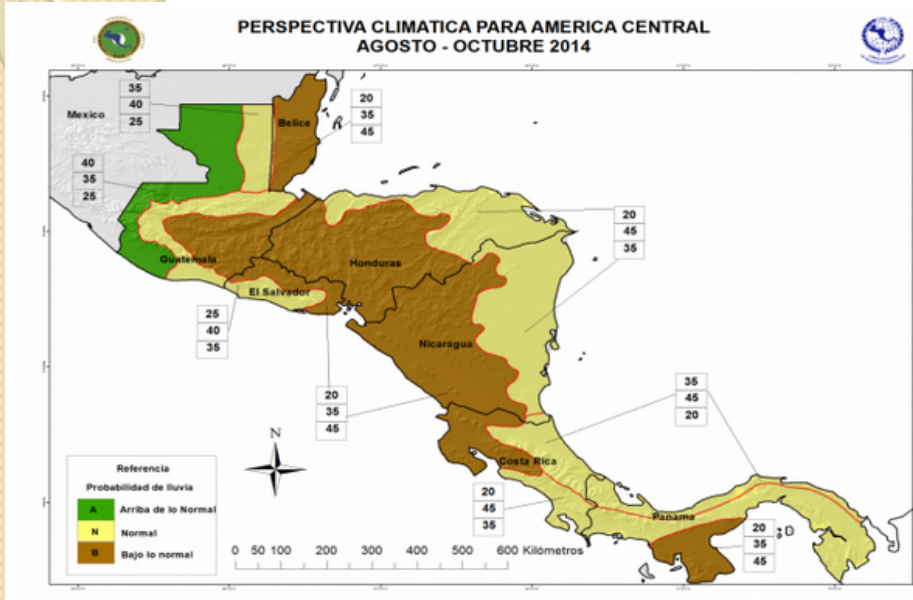 PERSPECTIVA CLIMATICA PARA AMERICA CENTRAL
AGOSTO - OCTUBRE 2014
35
40
25
Mexico
Belice
20
35
45
40
35
25
20
45
35
Guatemala
Honduras
El Salvador
25
40
35
Nicaragua
20
35
45
35
45
20
N
Costa Rica
Referencia
Probabilidad de lluvia
A Arriba de lo Normal
N Normal
B Bajo lo normal
20
45
35
Panama
20
35
45
0 50 100 200 300 400 500 600 Kilómetros